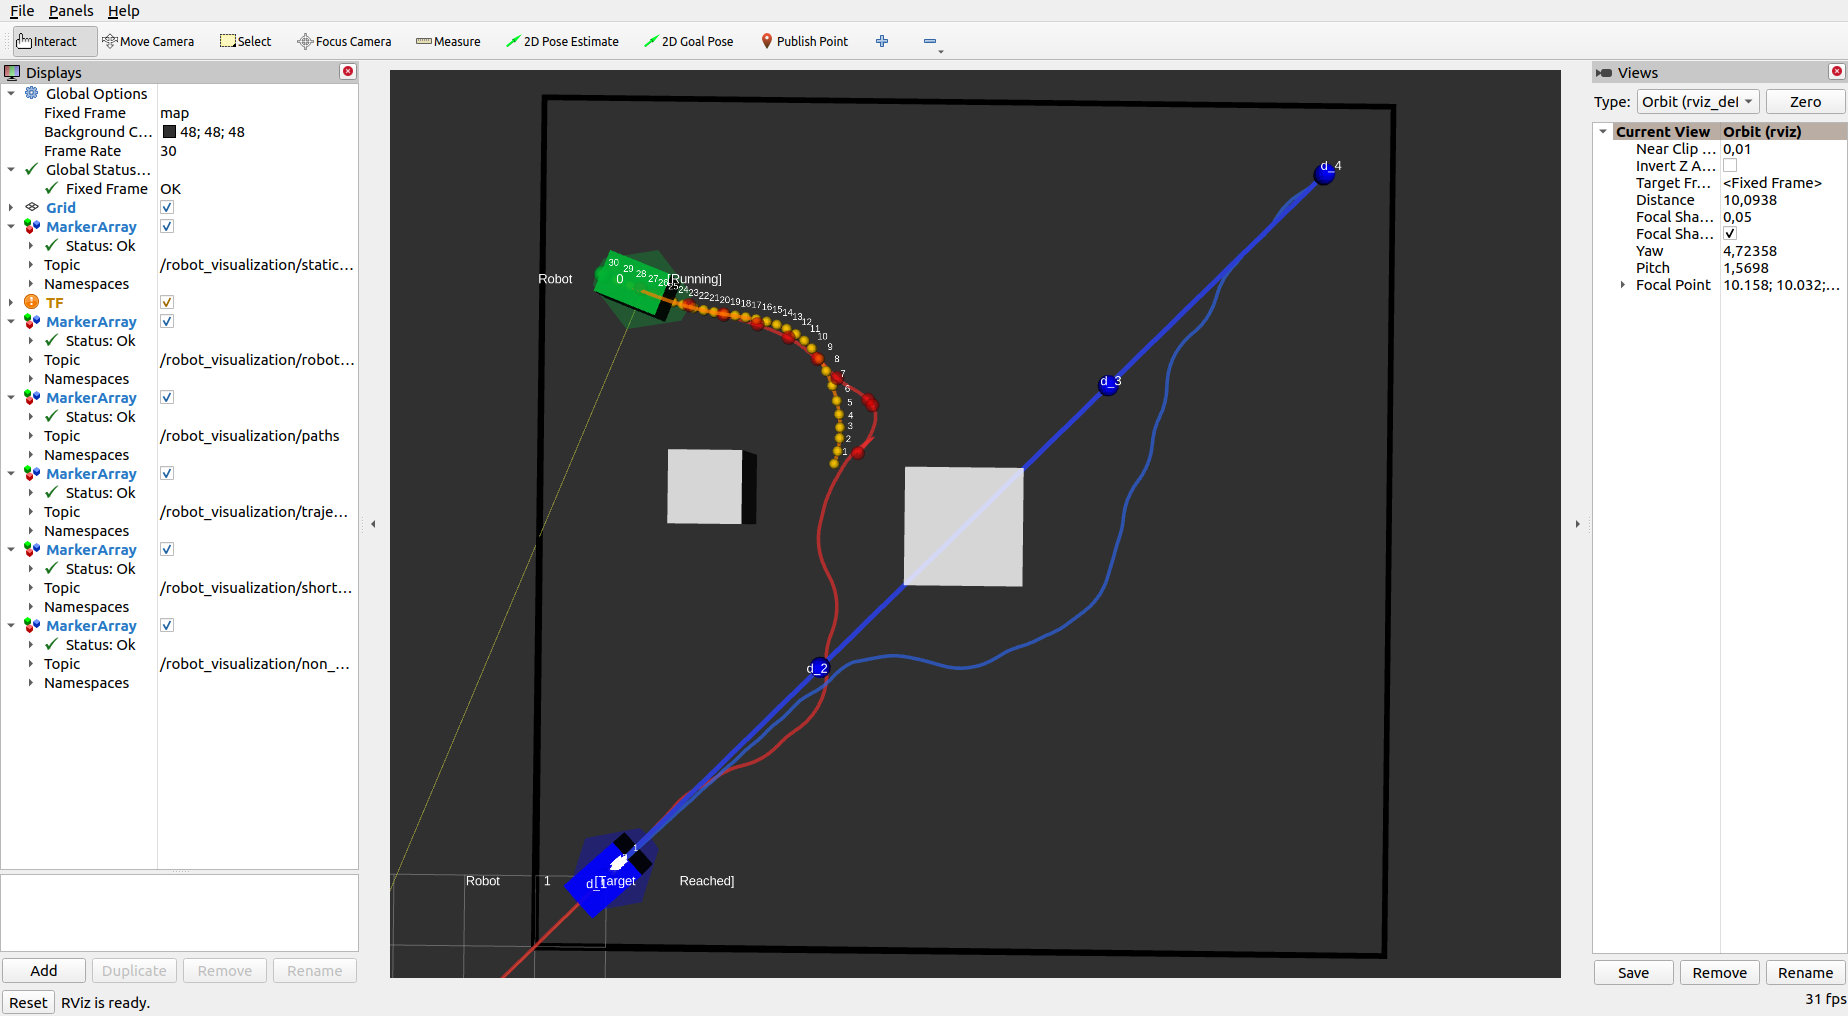 File Panels Help
Interact Move Camera Select Focus Camera Measure 2D Pose Estimate 2D Goal Pose Publish Point
Displays
Global Options
Fixed Frame map
Background C... 48; 48; 48
Frame Rate 30
Global Status...
Fixed Frame OK
Grid
MarkerArray
Status: Ok
Topic /robot_visualization/static...
Namespaces
TF
MarkerArray
Status: Ok
Topic /robot_visualization/robot...
Namespaces
MarkerArray
Status: Ok
Topic /robot_visualization/paths
Namespaces
MarkerArray
Status: Ok
Topic /robot_visualization/traje...
Namespaces
MarkerArray
Status: Ok
Topic /robot_visualization/short...
Namespaces
MarkerArray
Status: Ok
Topic /robot_visualization/non_...
Namespaces
Add Duplicate Remove Rename
Reset RViz is ready.
d_4
Robot 0 [Running]
30 29 28 27 26 25 24 23 22 21 20 19 18 17 16 15 14 13 12 11 10 9 8 7 6 5 4 3 2 1
d_3
d_2
1
Robot 1 [Target Reached]
Views
Type: Orbit (rviz_def Zero
Current View Orbit (rviz)
Near Clip ... 0,01
Invert Z A...
Target Fr... <Fixed Frame>
Distance 10,0938
Focal Sha... 0,05
Focal Sha...
Yaw 4,72358
Pitch 1,5698
Focal Point 10.158; 10.032;...
Save Remove Rename
31 fps